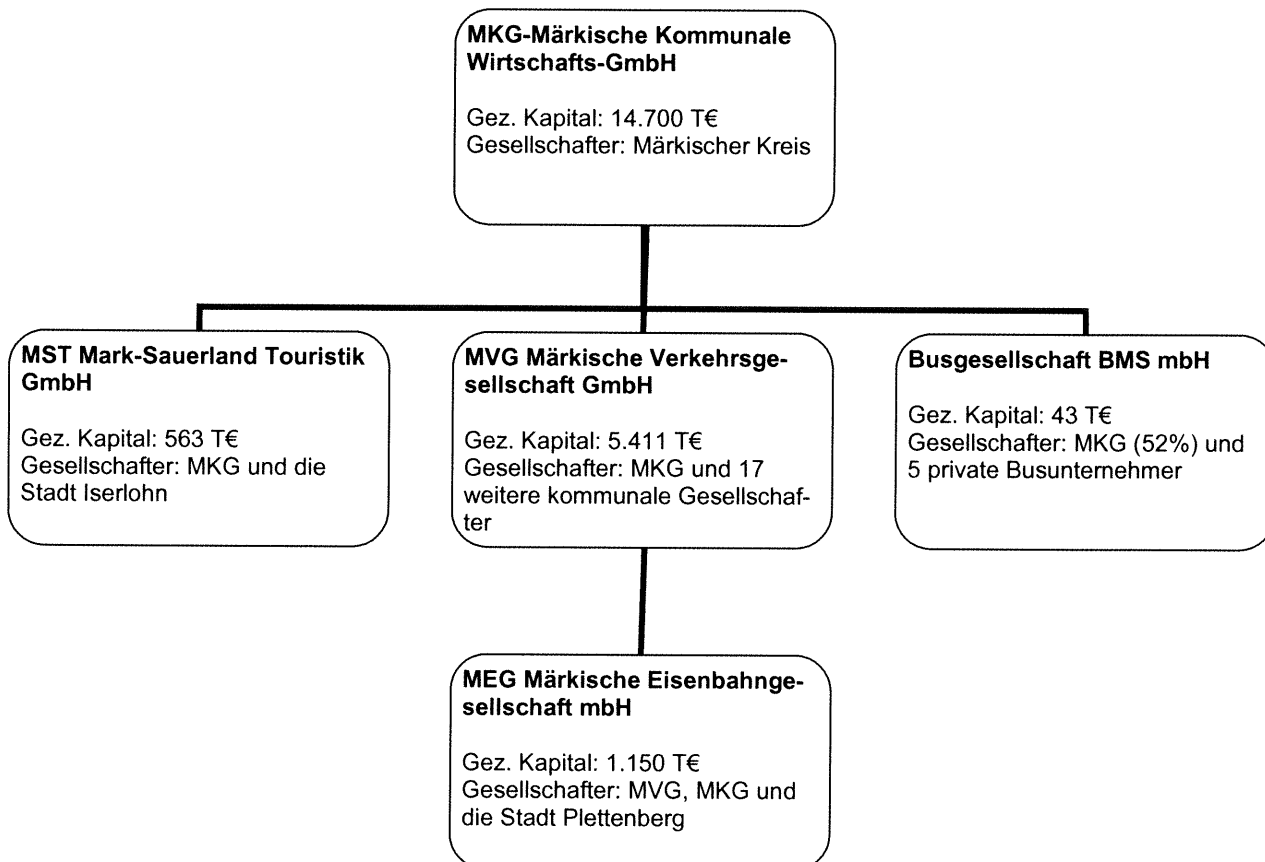 MKG-Märkische Kommunale
Wirtschafts-GmbH
Gez. Kapital: 14.700 T€
Gesellschafter: Märkischer Kreis
MST Mark-Sauerland Touristik
GmbH
Gez. Kapital: 563 T€
Gesellschafter: MKG und die
Stadt Iserlohn
MVG Märkische Verkehrsge-
sellschaft GmbH
Gez. Kapital: 5.411 T€
Gesellschafter: MKG und 17
weitere kommunale Gesellschaf-
ter
Busgesellschaft BMS mbH
Gez. Kapital: 43 T€
Gesellschafter: MKG (52%) und
5 private Busunternehmer
MEG Märkische Eisenbahnge-
sellschaft mbH
Gez. Kapital: 1.150 T€
Gesellschafter: MVG, MKG und
die Stadt Plettenberg